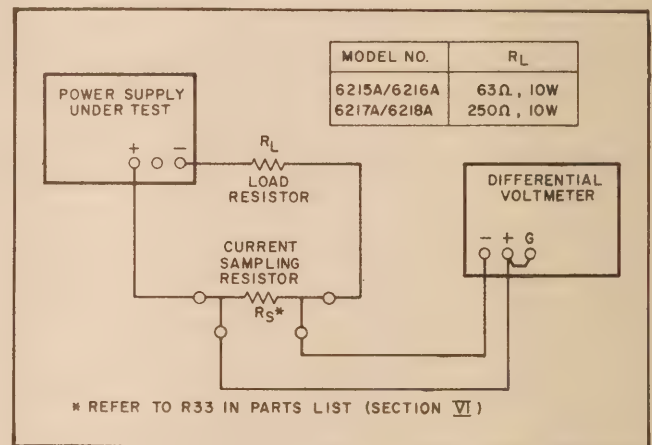 MODEL NO. RL
6215A/6216A 63Ω, 10W
6217A/6218A 250Ω, 10W
POWER SUPPLY
UNDER TEST
+ −
RL
LOAD
RESISTOR
DIFFERENTIAL
VOLTMETER
− + G
CURRENT
SAMPLING
RESISTOR
RS*
* REFER TO R33 IN PARTS LIST (SECTION VI)